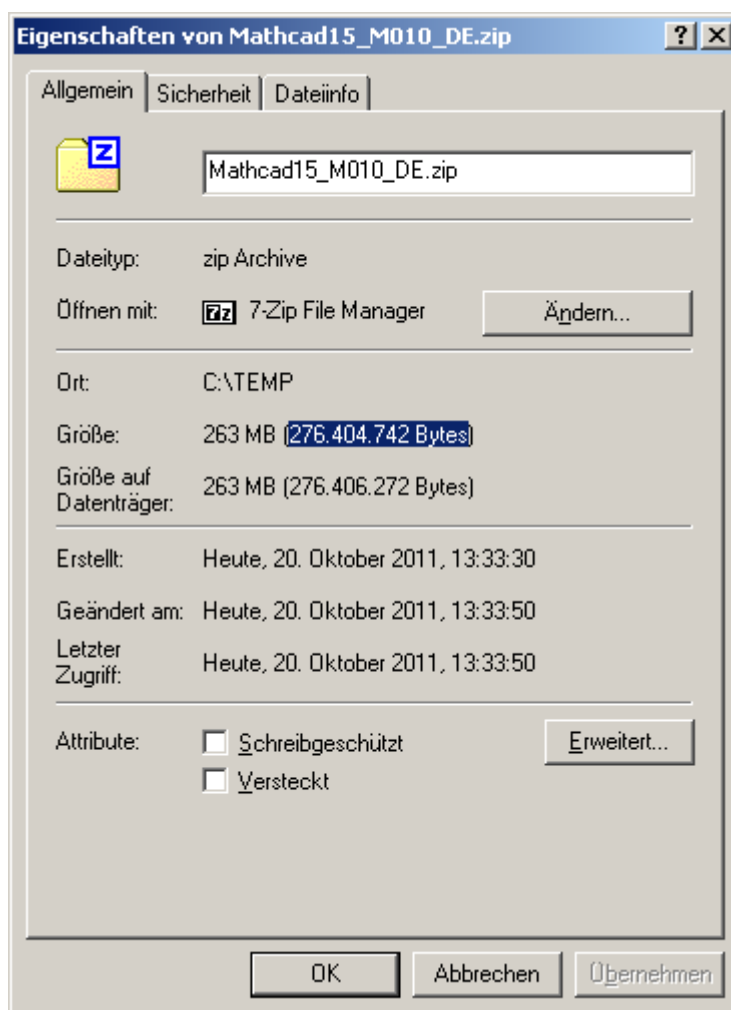 Eigenschaften von Mathcad15_M010_DE.zip
Allgemein Sicherheit Dateiinfo
Z
Mathcad15_M010_DE.zip
Dateityp: zip Archive
Öffnen mit: 7z 7-Zip File Manager Ändern...
Ort: C:\TEMP
Größe: 263 MB (276.404.742 Bytes)
Größe auf
Datenträger: 263 MB (276.406.272 Bytes)
Erstellt: Heute, 20. Oktober 2011, 13:33:30
Geändert am: Heute, 20. Oktober 2011, 13:33:50
Letzter
Zugriff: Heute, 20. Oktober 2011, 13:33:50
Attribute: Schreibgeschützt Erweitert...
Versteckt
OK Abbrechen Übernehmen